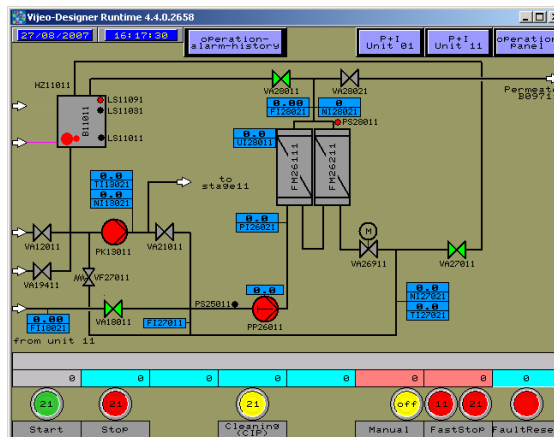 Vijeo-Designer Runtime 4.4.0.2658
27/08/2007
16:17:30
operation-
alarm-history
P+I
Unit 01
P+I
Unit 11
operation
panel
HZ11011
LS11091
LS11031
B11011
LS11011
VA28011
VA28021
Permeate
B0971
0.00
FI28021
0
NI28021
PS28011
0.0
UI28011
FM26111
FM26211
0.0
TI13021
0.0
NI13021
to
stage11
0.0
PI26021
M
VA12011
PK13011
VA21011
VA26911
VA27011
VA19411
VF27011
0.0
PS25011
0.0
NI27021
0.0
TI27021
0.00
FI18021
VA18011
FI27011
PP26011
from unit 11
0
0
0
0
0
0
0
21
21
21
off
11
21
Start
Stop
Cleaning
(CIP)
Manual
FastStop
FaultRese